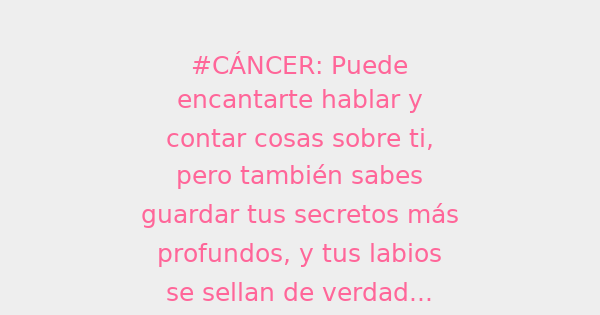 #CÁNCER: Puede
encantarte hablar y
contar cosas sobre ti,
pero también sabes
guardar tus secretos más
profundos, y tus labios
se sellan de verdad...